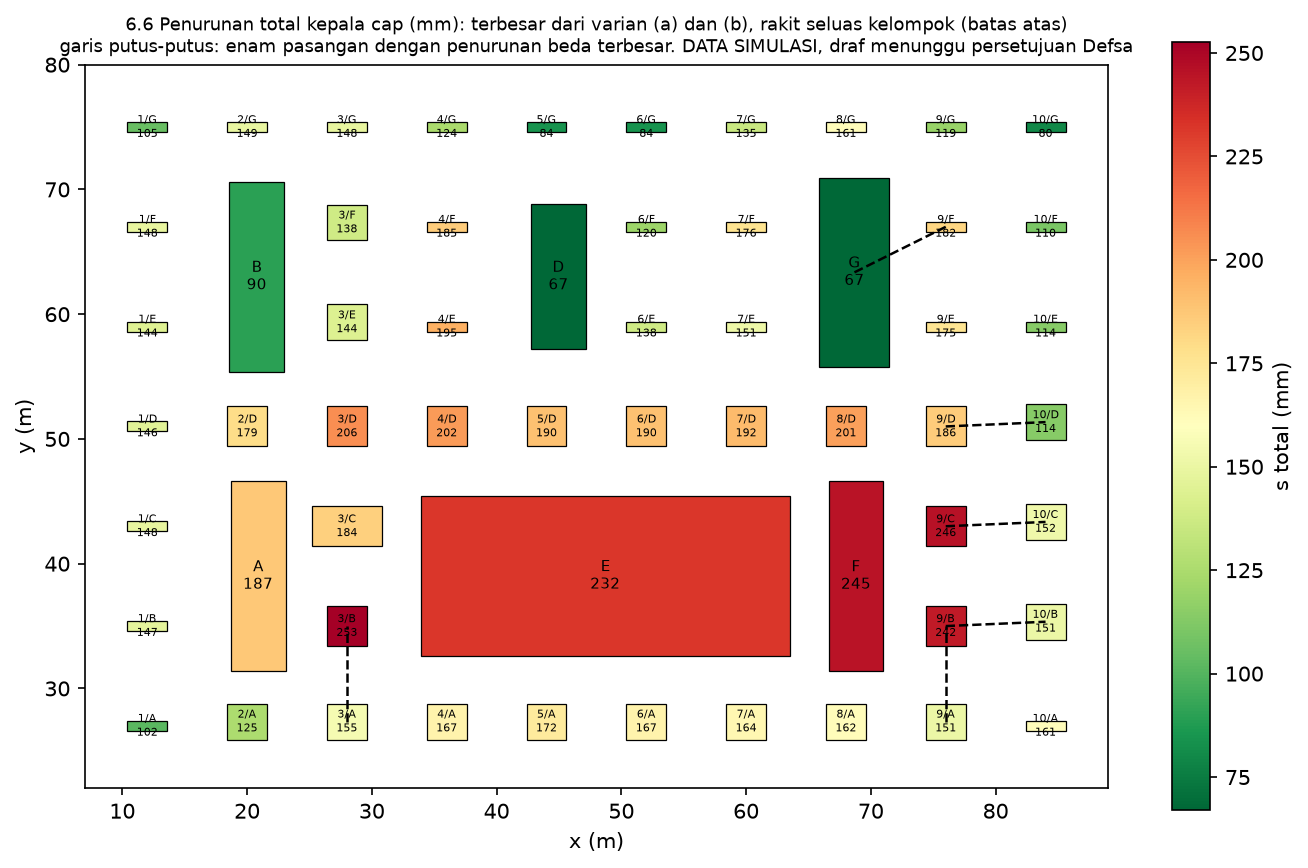 6.6 Penurunan total kepala cap (mm): terbesar dari varian (a) dan (b), rakit seluas kelompok (batas atas)
garis putus-putus: enam pasangan dengan penurunan beda terbesar. DATA SIMULASI, draf menunggu persetujuan Defsa
80
1/G 2/G 3/G 4/G 5/G 6/G 7/G 8/G 9/G 10/G
105 149 148 124 84 84 135 161 119 80
70
1/F 3/F 4/F 6/F 7/F 9/F 10/F
148 138 185 120 176 182 110
B D G
90 67 67
60
1/E 3/E 4/E 6/E 7/E 9/E 10/E
144 144 195 138 151 175 114
1/D 2/D 3/D 4/D 5/D 6/D 7/D 8/D 9/D 10/D
146 179 206 202 190 190 192 201 186 114
50
1/C 3/C 9/C 10/C
148 184 246 152
40
A E F
187 232 245
1/B 3/B 9/B 10/B
147 253 242 151
30
1/A 2/A 3/A 4/A 5/A 6/A 7/A 8/A 9/A 10/A
102 125 155 167 172 167 164 162 151 161
y (m)
10 20 30 40 50 60 70 80
x (m)
250
225
200
175
150
125
100
75
s total (mm)